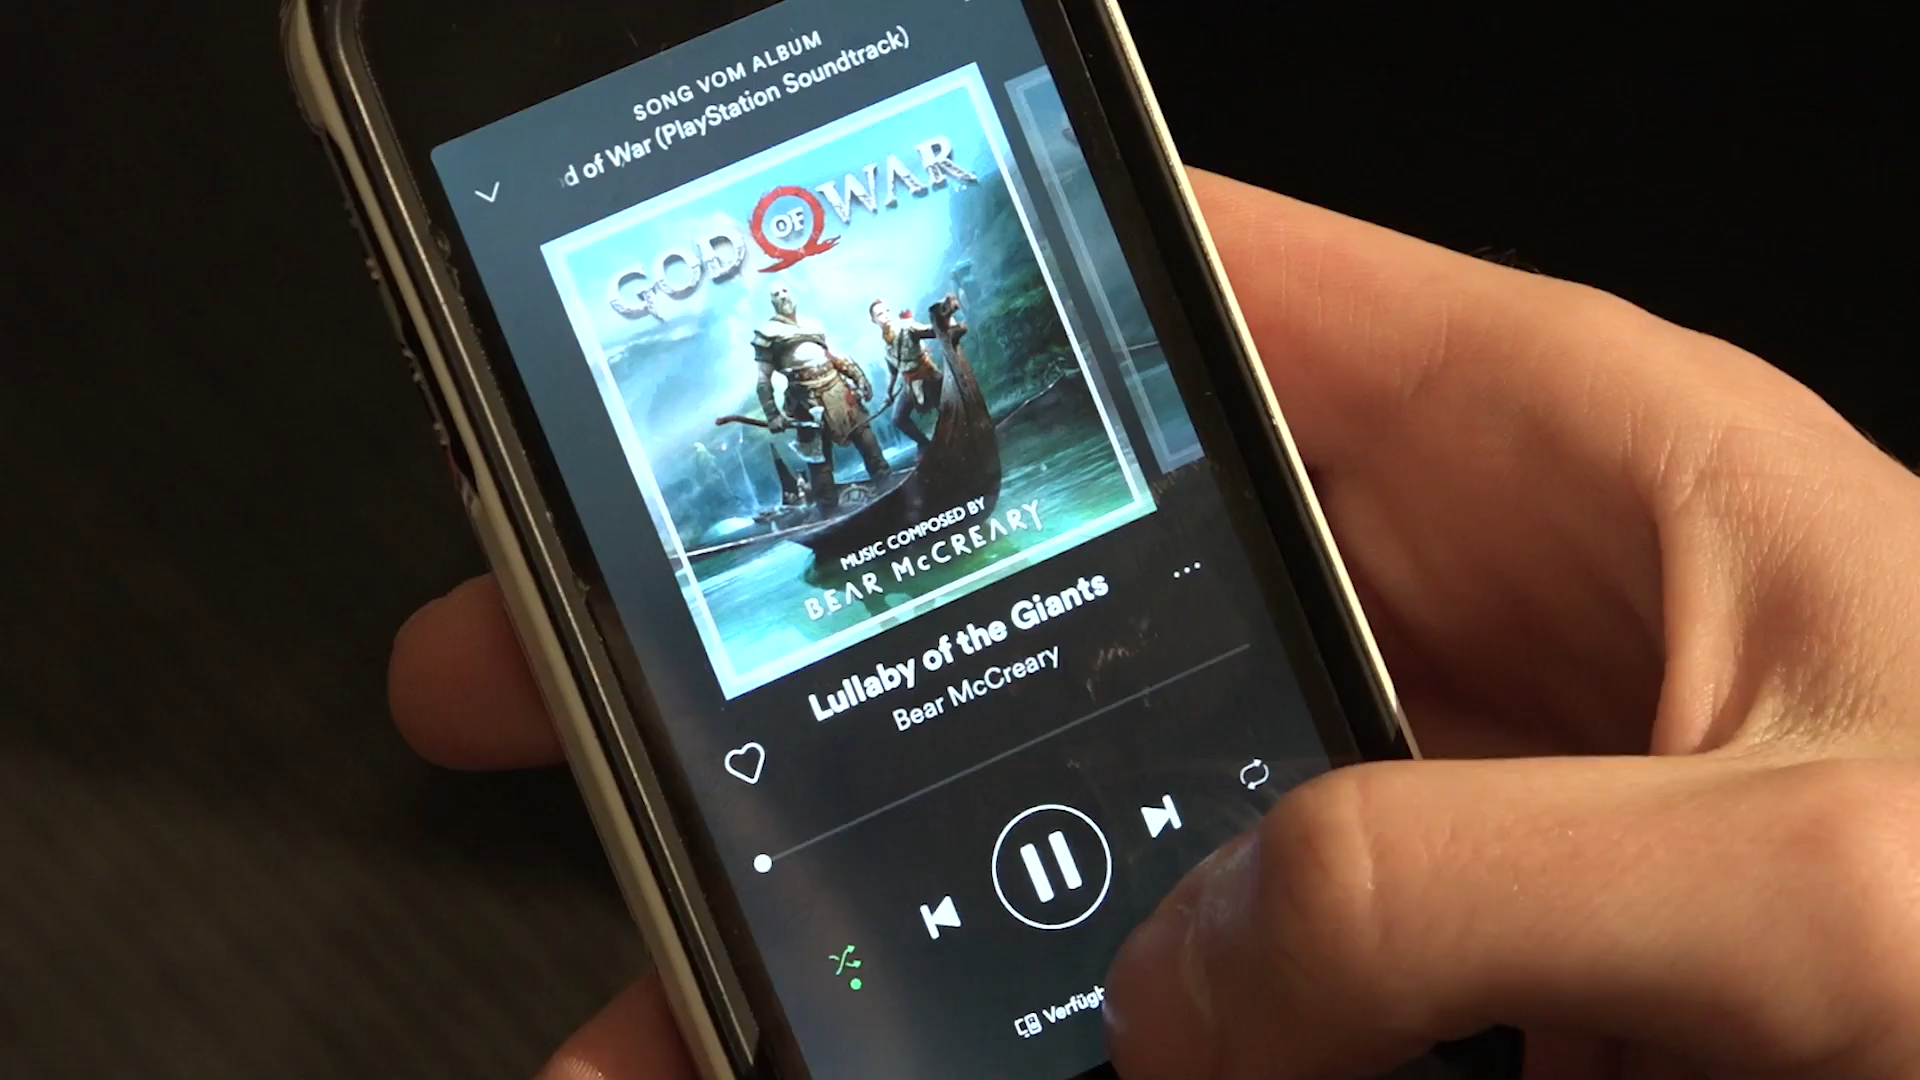 SONG VOM ALBUM
d of War (PlayStation Soundtrack)
GOD OF WAR
MUSIC COMPOSED BY
BEAR McCREARY
Lullaby of the Giants
Bear McCreary